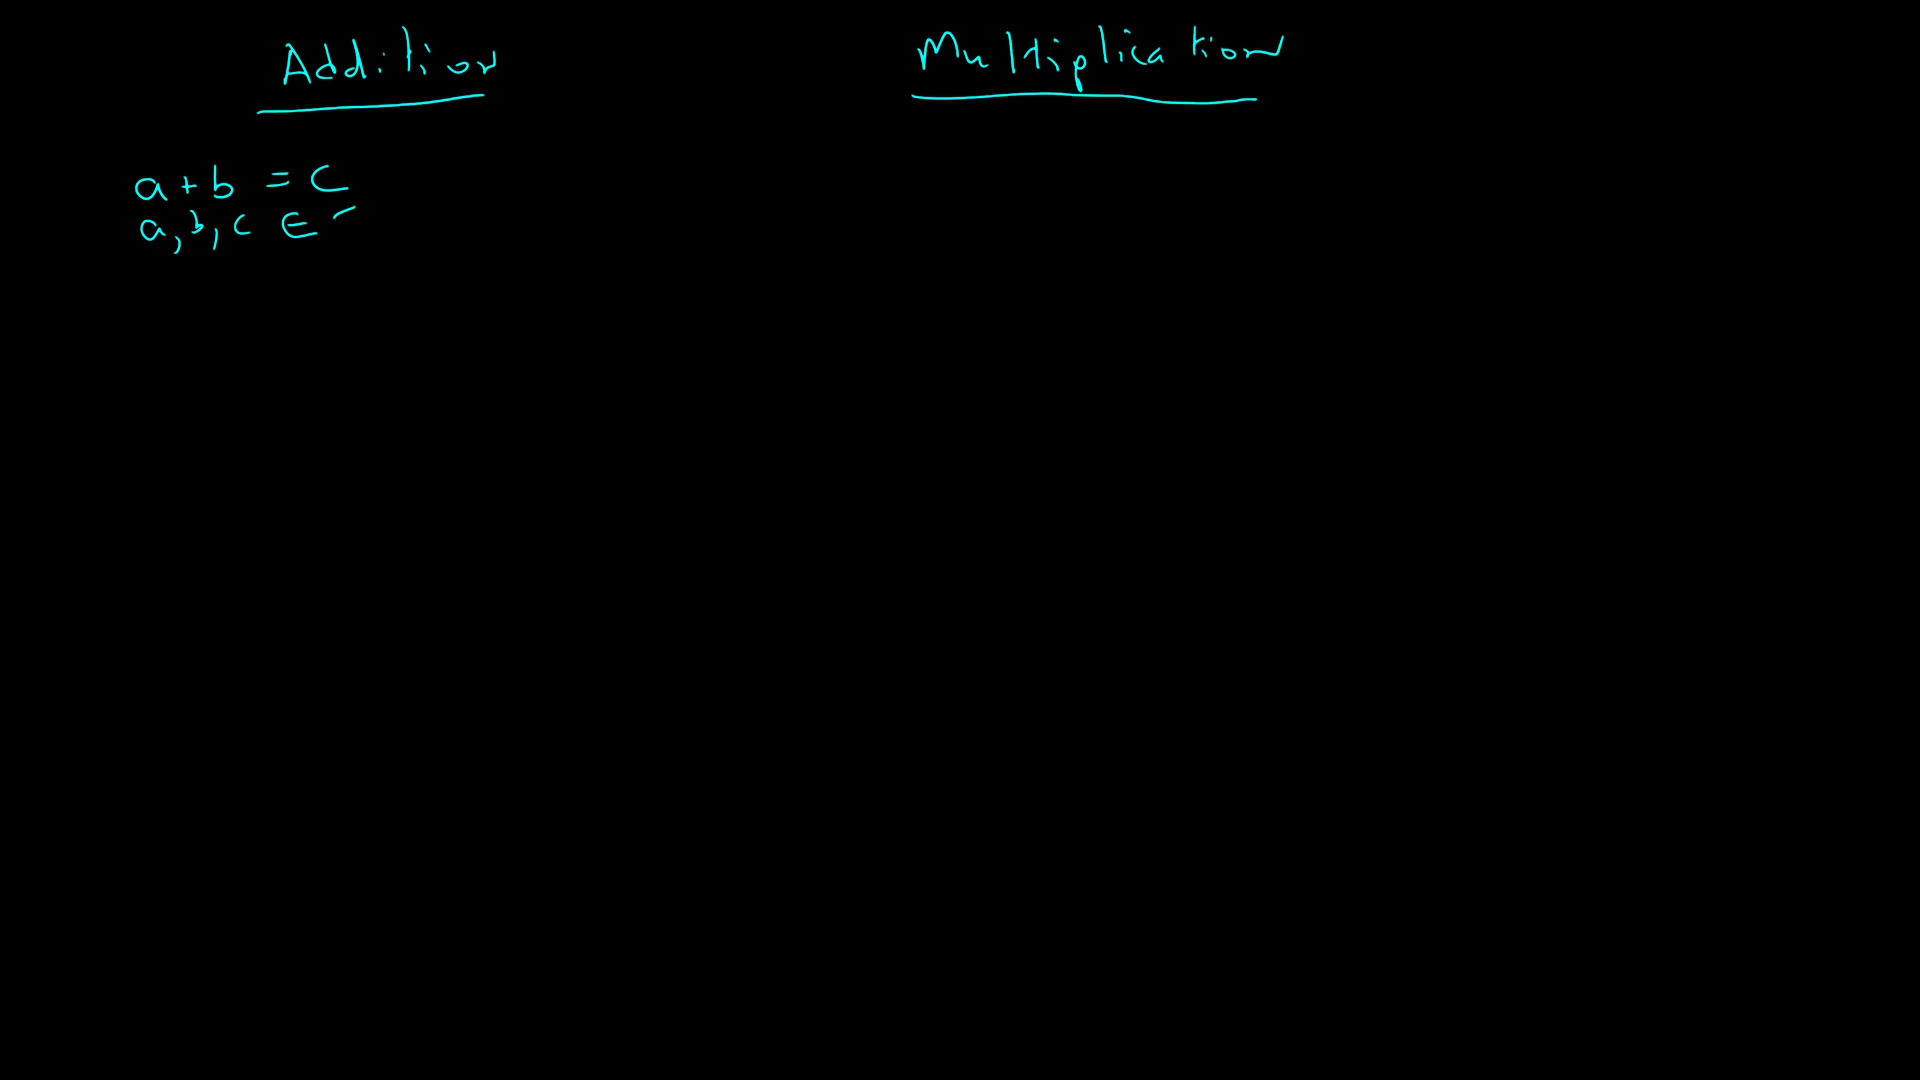 Addition
Multiplication
a + b = c
a, b, c ∈